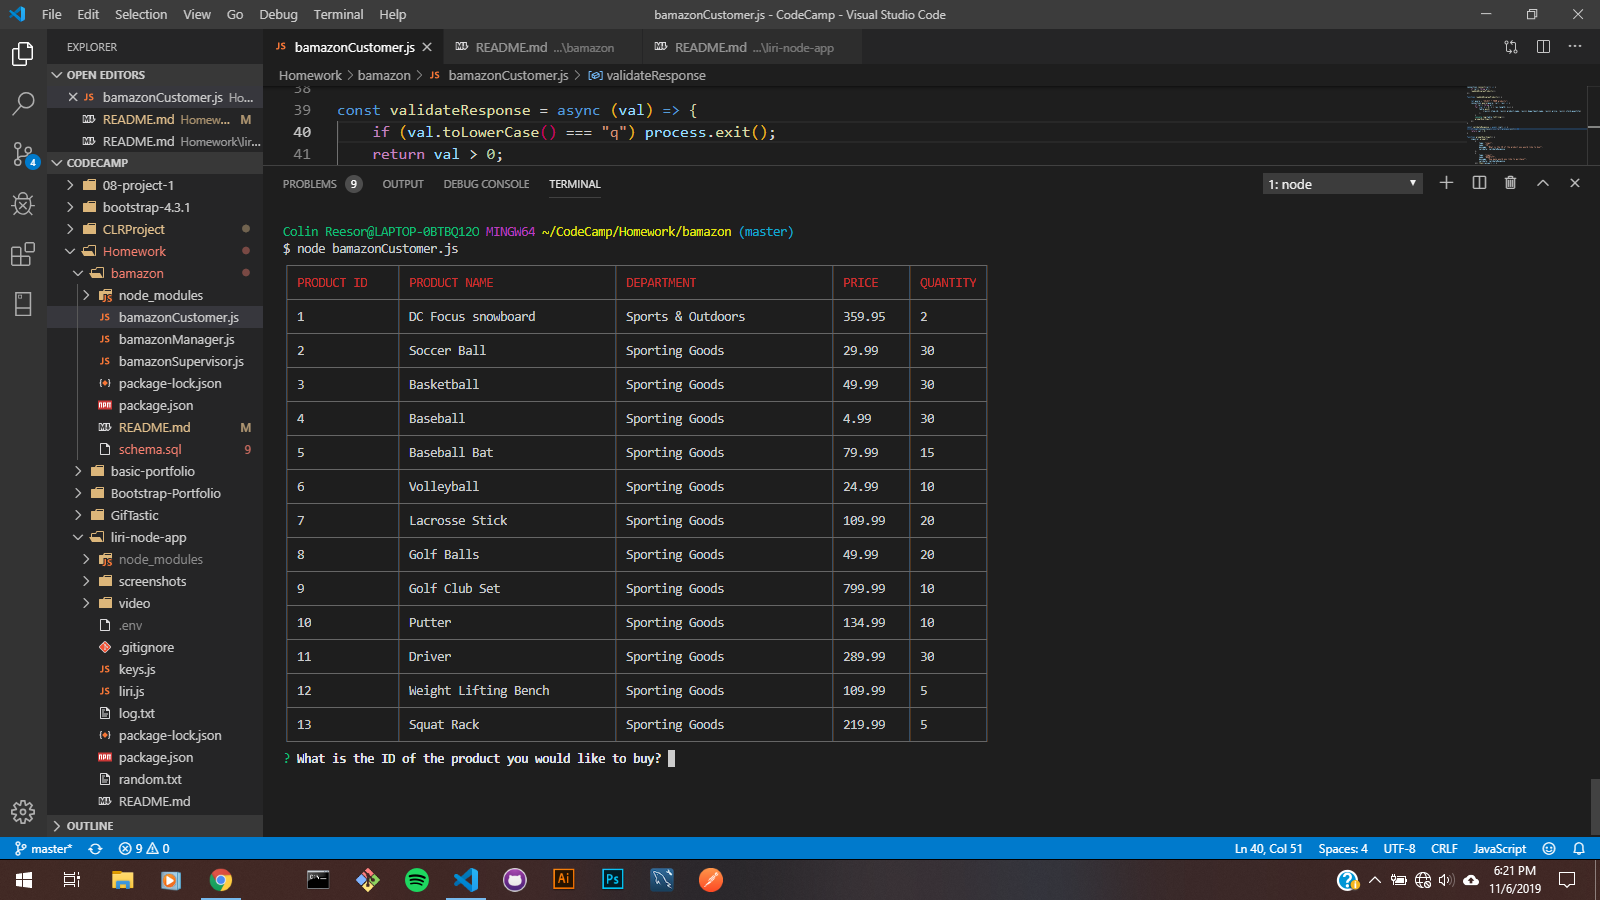 File Edit Selection View Go Debug Terminal Help
bamazonCustomer.js - CodeCamp - Visual Studio Code
EXPLORER
OPEN EDITORS
bamazonCustomer.js Ho...
README.md Homew... M
README.md Homework\lir...
CODECAMP
08-project-1
bootstrap-4.3.1
CLRProject
Homework
bamazon
node_modules
bamazonCustomer.js
bamazonManager.js
bamazonSupervisor.js
package-lock.json
package.json
README.md M
schema.sql 9
basic-portfolio
Bootstrap-Portfolio
GifTastic
liri-node-app
node_modules
screenshots
video
.env
.gitignore
keys.js
liri.js
log.txt
package-lock.json
package.json
random.txt
README.md
OUTLINE
4
JS bamazonCustomer.js README.md ...\bamazon README.md ...\liri-node-app
Homework > bamazon > JS bamazonCustomer.js > validateResponse
38
39 const validateResponse = async (val) => {
40 if (val.toLowerCase() === "q") process.exit();
41 return val > 0;
PROBLEMS 9 OUTPUT DEBUG CONSOLE TERMINAL
1: node
Colin Reesor@LAPTOP-0BTBQ12O MINGW64 ~/CodeCamp/Homework/bamazon (master)
$ node bamazonCustomer.js
PRODUCT ID PRODUCT NAME DEPARTMENT PRICE QUANTITY
1 DC Focus snowboard Sports & Outdoors 359.95 2
2 Soccer Ball Sporting Goods 29.99 30
3 Basketball Sporting Goods 49.99 30
4 Baseball Sporting Goods 4.99 30
5 Baseball Bat Sporting Goods 79.99 15
6 Volleyball Sporting Goods 24.99 10
7 Lacrosse Stick Sporting Goods 109.99 20
8 Golf Balls Sporting Goods 49.99 20
9 Golf Club Set Sporting Goods 799.99 10
10 Putter Sporting Goods 134.99 10
11 Driver Sporting Goods 289.99 30
12 Weight Lifting Bench Sporting Goods 109.99 5
13 Squat Rack Sporting Goods 219.99 5
? What is the ID of the product you would like to buy?
master* 9 0
Ln 40, Col 51 Spaces: 4 UTF-8 CRLF JavaScript
Ai Ps
6:21 PM
11/6/2019